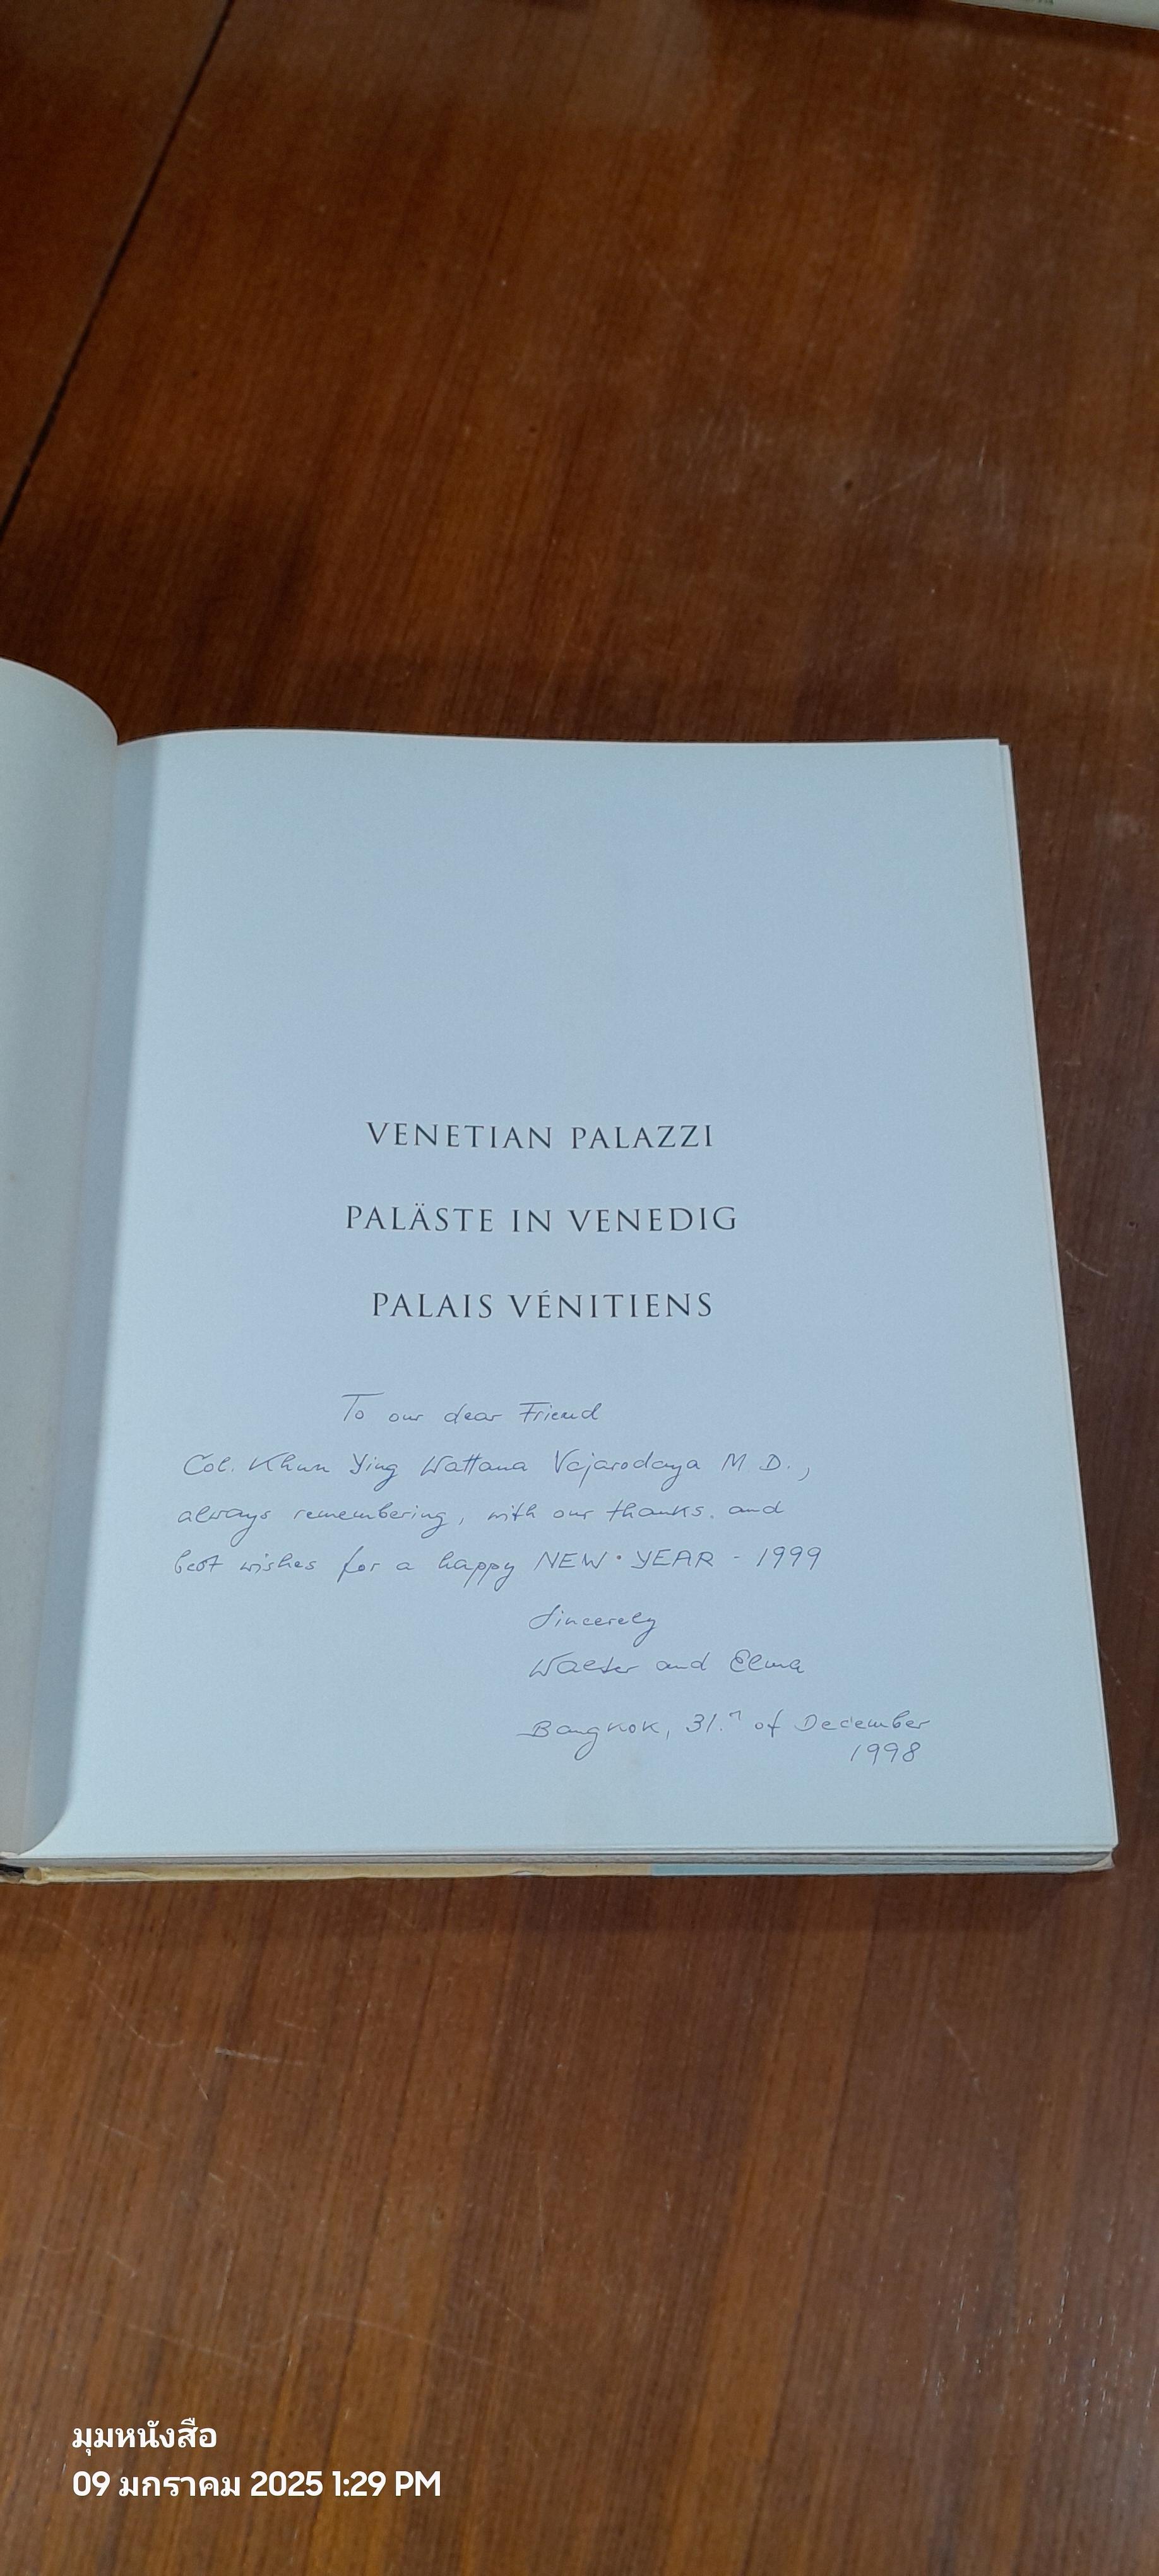 VENETIAN PALAZZI
PALÄSTE IN VENEDIG
PALAIS VÉNITIENS
To our dear Friend
Col. Khun Ying Wattana Vajarodaya M D.,
always remembering, with our thanks. and
best wishes for a happy NEW • YEAR - 1999
Sincerely
Walter and Elma
Bangkok, 31. of December
1998
มุมหนังสือ
09 มกราคม 2025 1:29 PM